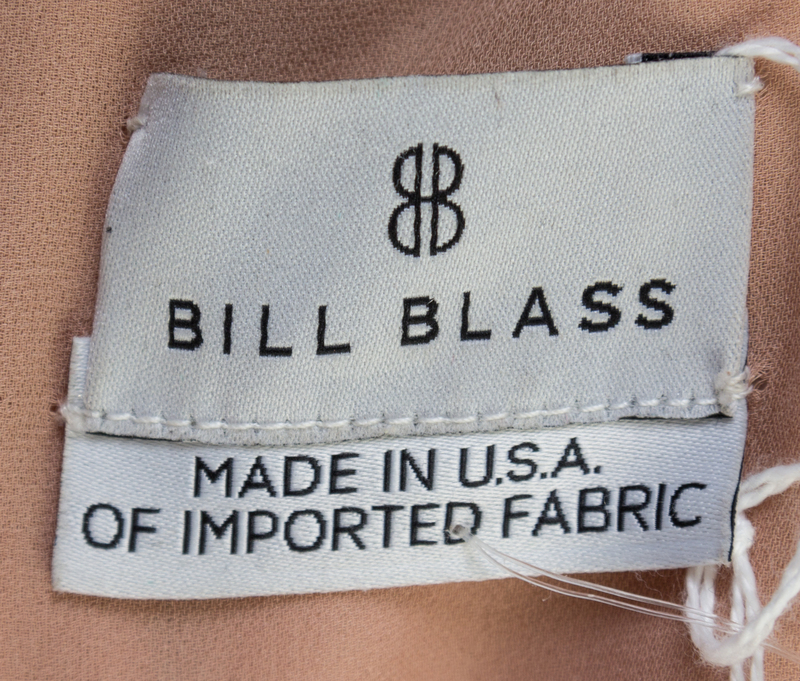 BILL BLASS
MADE IN U.S.A.
OF IMPORTED FABRIC